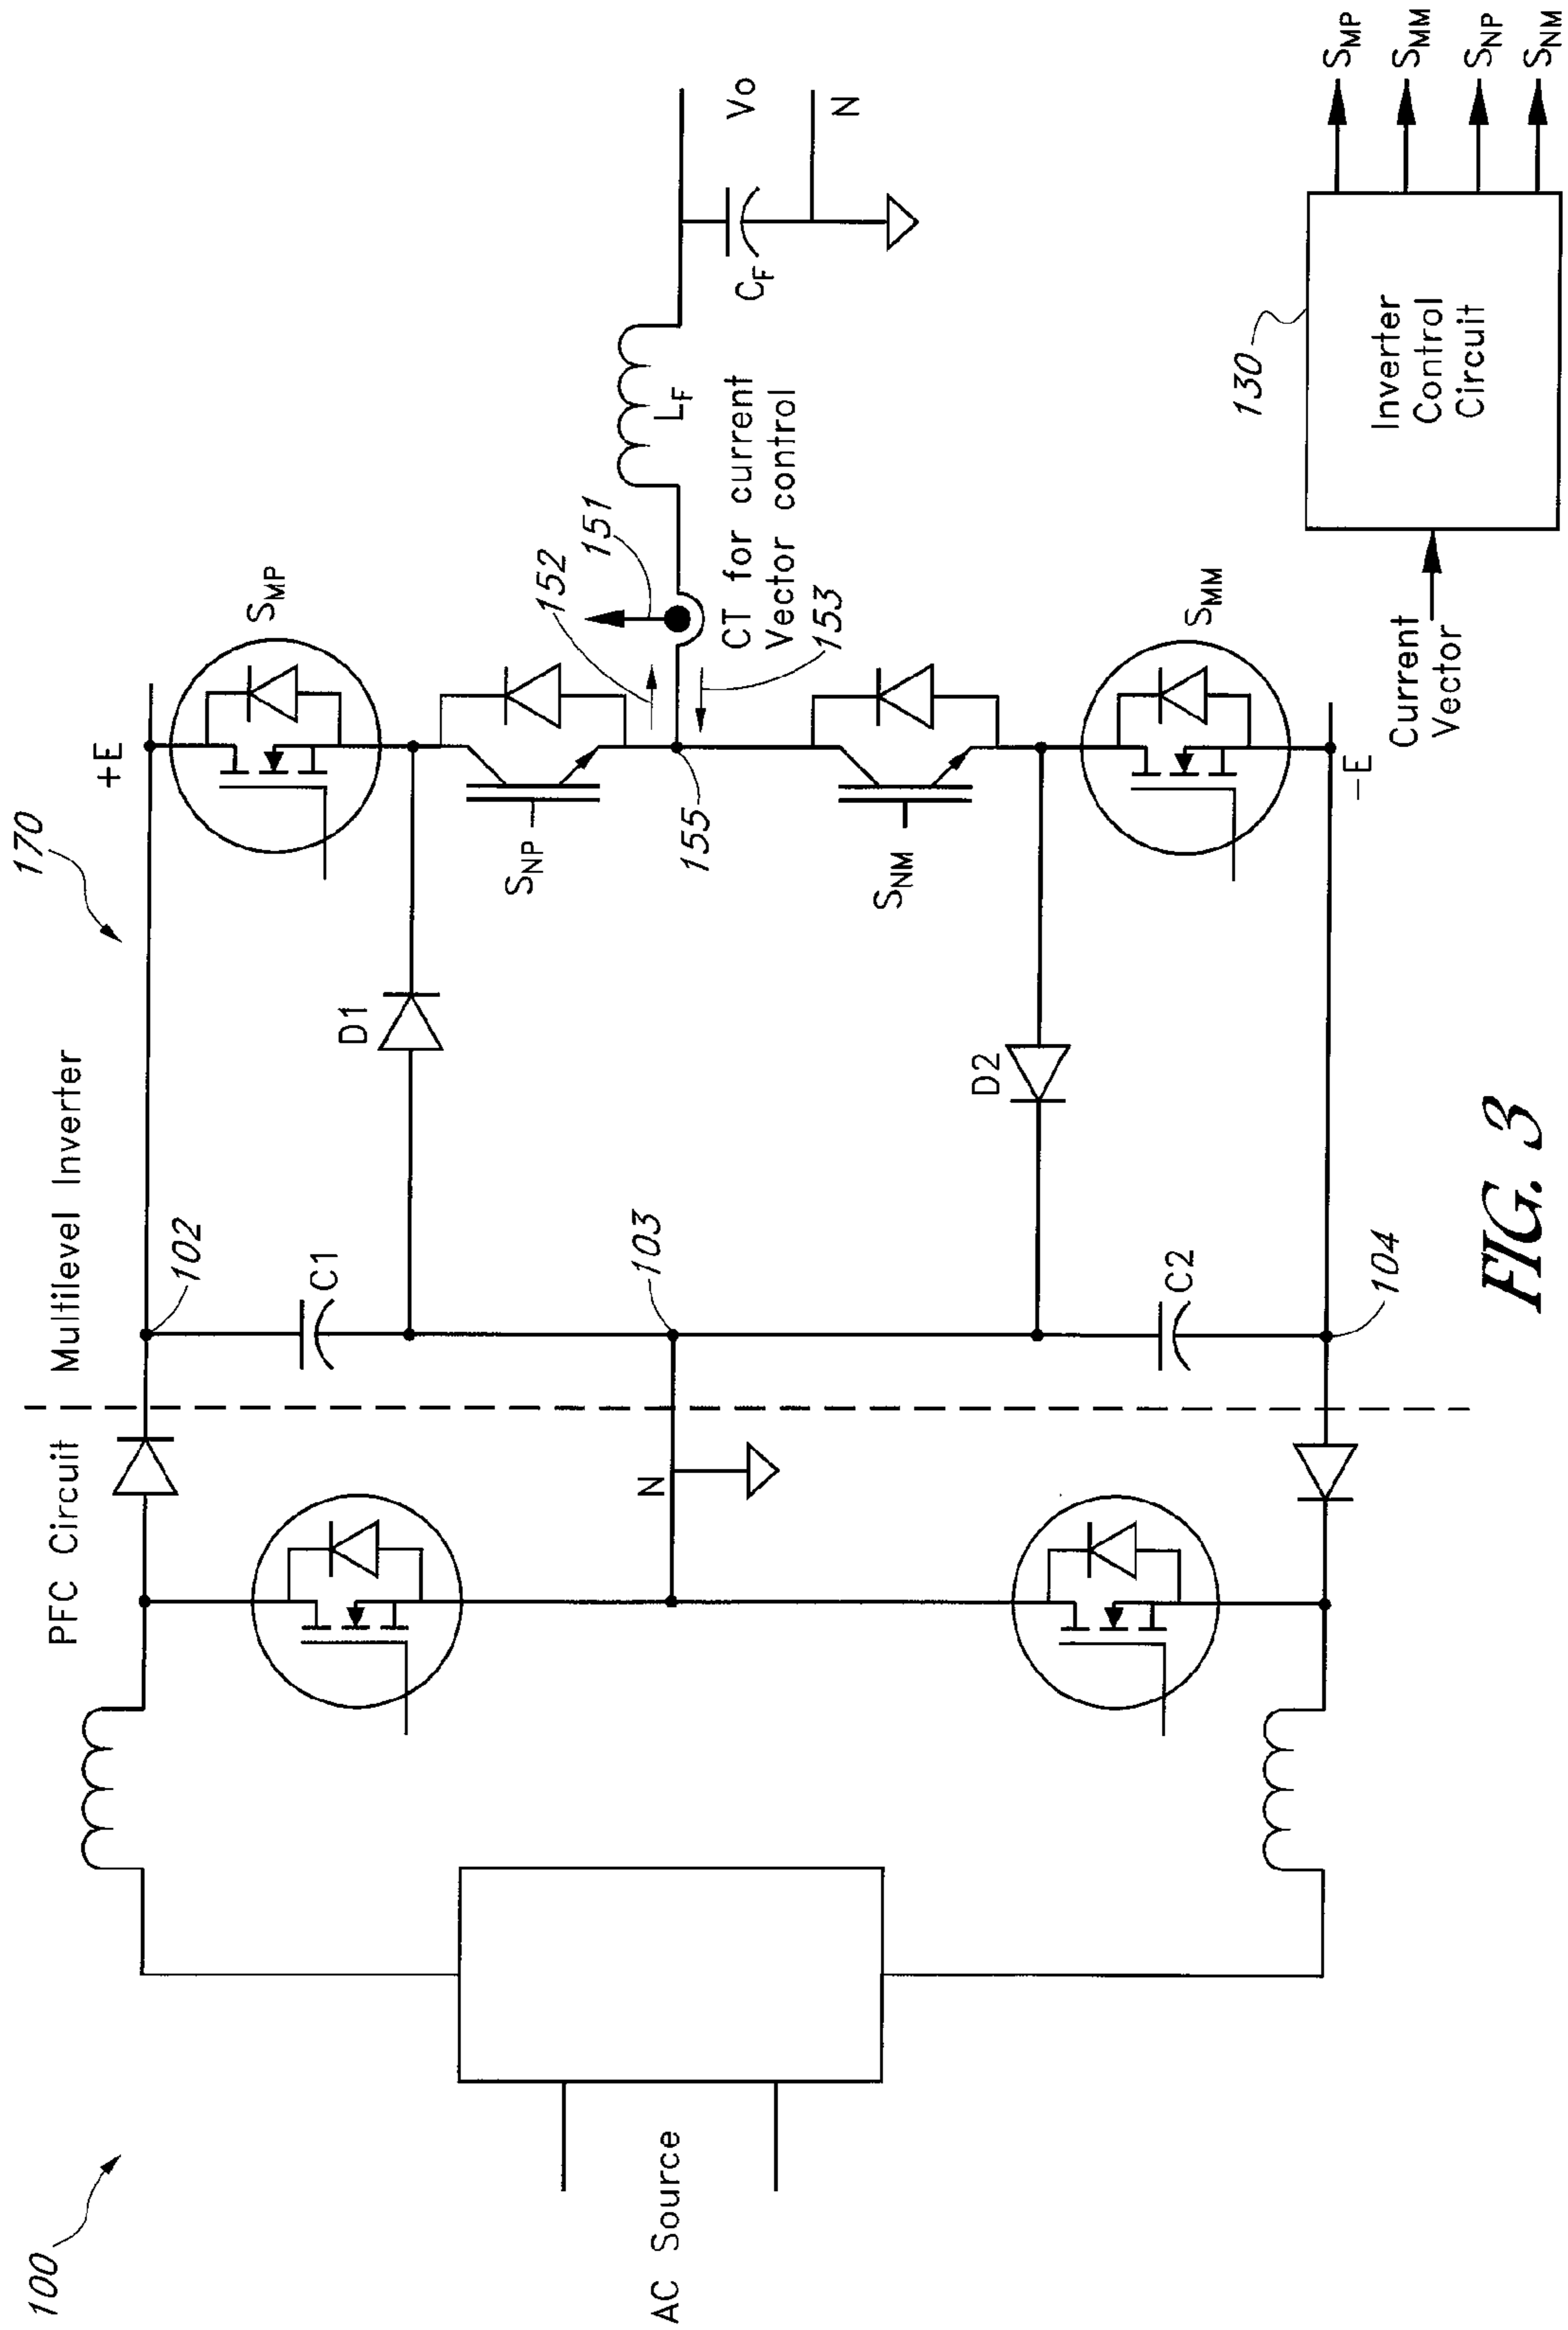 100
170
PFC Circuit
Multilevel Inverter
AC Source
N
102
103
104
C1
C2
D1
D2
+E
-E
S_MP
S_NP
155
S_NM
S_MM
152
151
153
CT for current
Vector control
L_F
C_F
Vo
N
130
Current
Vector
Inverter
Control
Circuit
S_MP
S_MM
S_NP
S_NM
FIG. 3